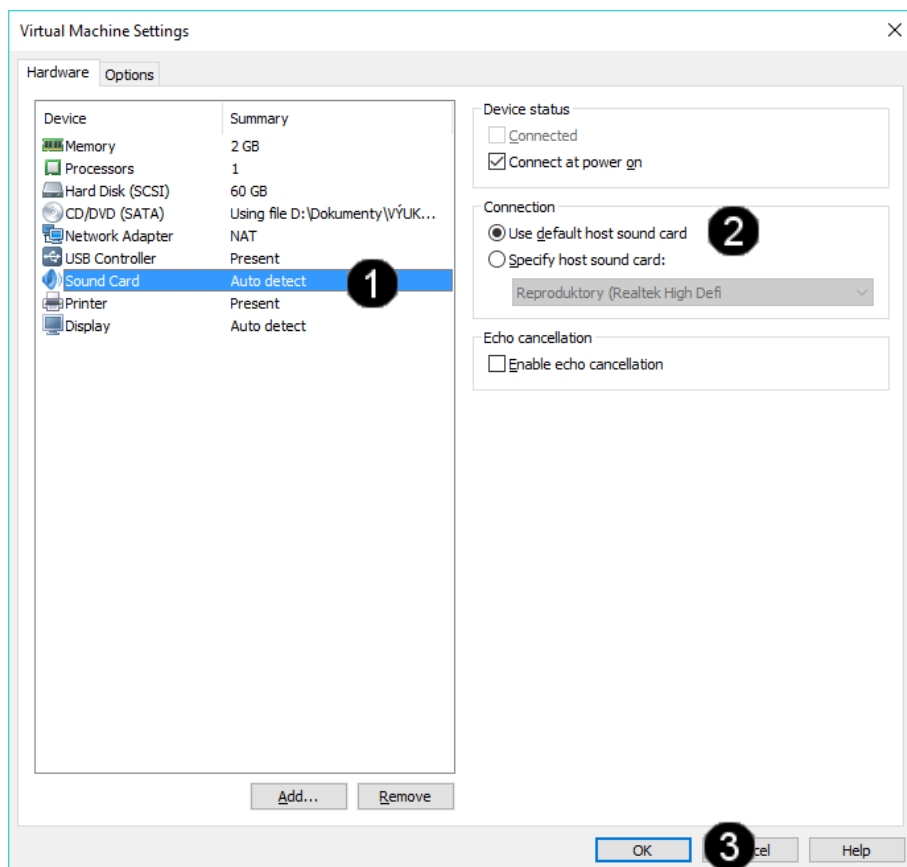 Virtual Machine Settings
Hardware Options
Device Summary
Memory 2 GB
Processors 1
Hard Disk (SCSI) 60 GB
CD/DVD (SATA) Using file D:\Dokumenty\VÝUK...
Network Adapter NAT
USB Controller Present
Sound Card Auto detect 1
Printer Present
Display Auto detect
Add... Remove
Device status
Connected
Connect at power on
Connection
Use default host sound card 2
Specify host sound card:
Reproduktory (Realtek High Defi
Echo cancellation
Enable echo cancellation
OK 3 cel Help